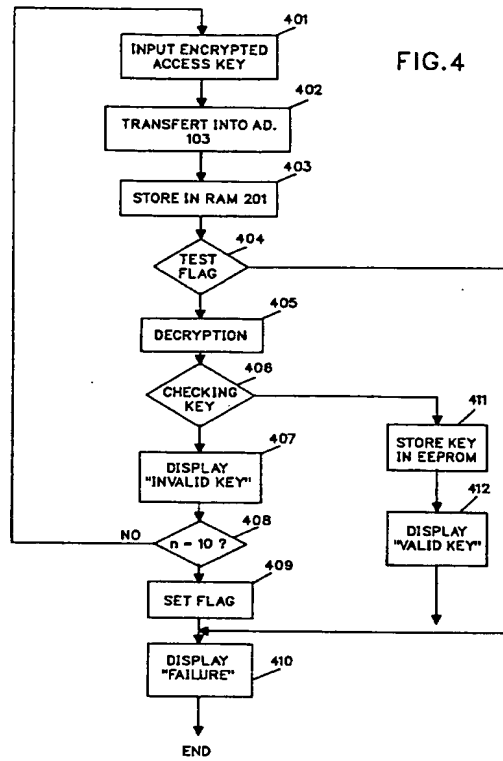 FIG.4
401
INPUT ENCRYPTED
ACCESS KEY
402
TRANSFERT INTO AD.
103
403
STORE IN RAM 201
404
TEST
FLAG
405
DECRYPTION
406
CHECKING
KEY
407
DISPLAY
"INVALID KEY"
408
n = 10 ?
NO
409
SET FLAG
410
DISPLAY
"FAILURE"
END
411
STORE KEY
IN EEPROM
412
DISPLAY
"VALID KEY"